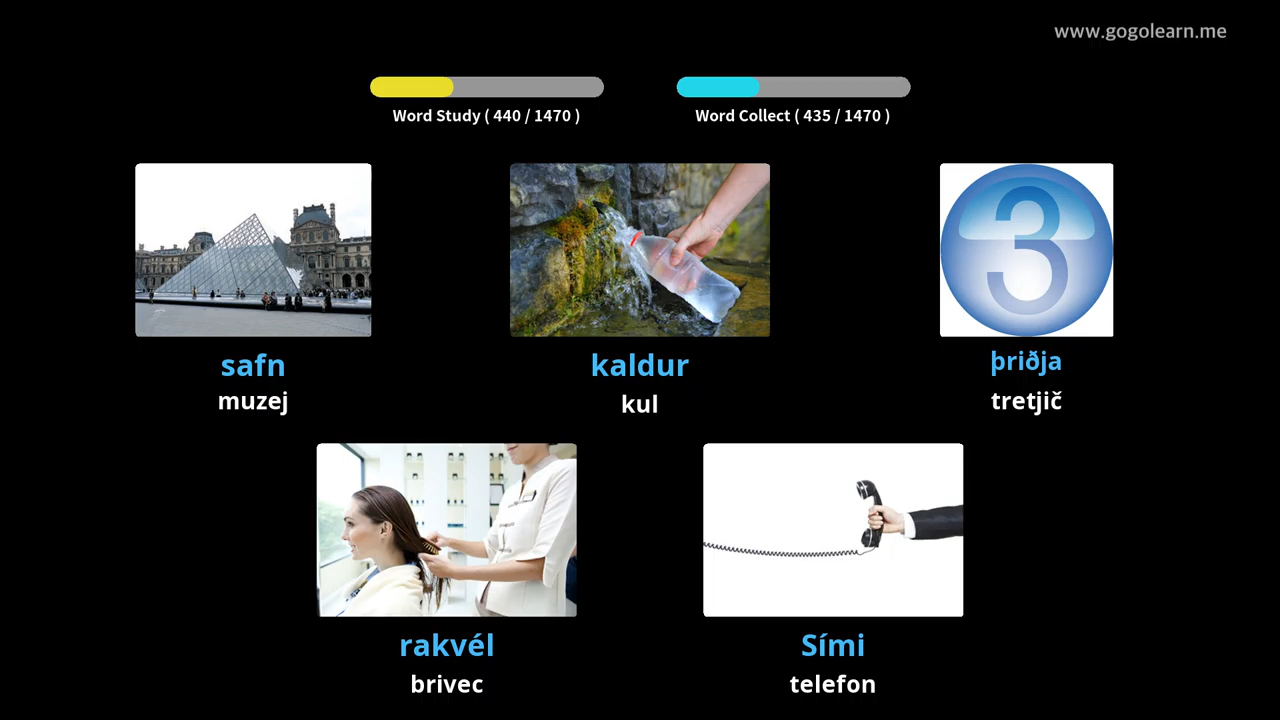 www.gogolearn.me
Word Study ( 440 / 1470 )
Word Collect ( 435 / 1470 )
3
safn
muzej
kaldur
kul
þriðja
tretjič
rakvél
brivec
Sími
telefon